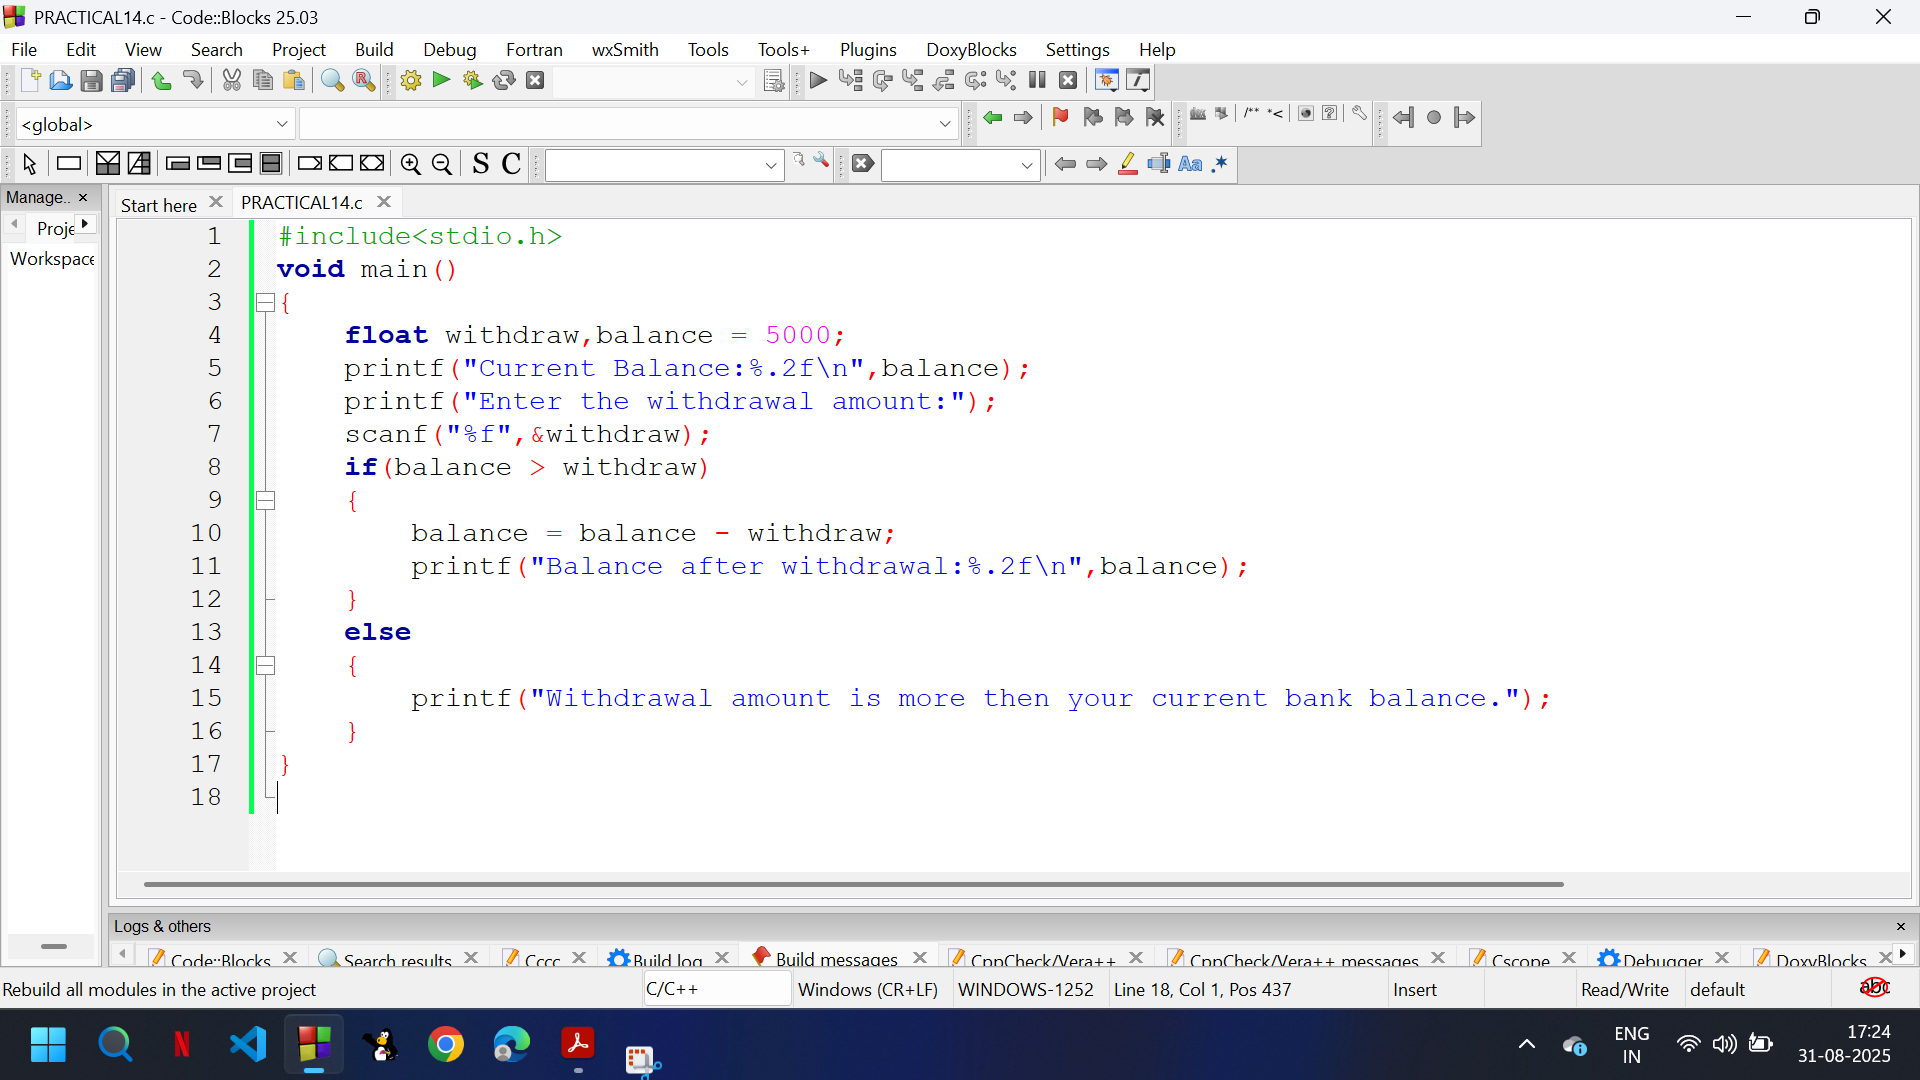 PRACTICAL14.c - Code::Blocks 25.03
File Edit View Search Project Build Debug Fortran wxSmith Tools Tools+ Plugins DoxyBlocks Settings Help
<global>
/** *<
S C
Aa .*
Manage.. ×
Start here
PRACTICAL14.c
Proje
Workspace
1 #include<stdio.h>
2 void main()
3 {
4     float withdraw,balance = 5000;
5     printf("Current Balance:%.2f\n",balance);
6     printf("Enter the withdrawal amount:");
7     scanf("%f",&withdraw);
8     if(balance > withdraw)
9     {
10         balance = balance - withdraw;
11         printf("Balance after withdrawal:%.2f\n",balance);
12     }
13     else
14     {
15         printf("Withdrawal amount is more then your current bank balance.");
16     }
17 }
18
Logs & others
Code::Blocks Search results Cccc Build log Build messages CppCheck/Vera++ CppCheck/Vera++ messages Cscope Debugger DoxyBlocks
Rebuild all modules in the active project C/C++ Windows (CR+LF) WINDOWS-1252 Line 18, Col 1, Pos 437 Insert Read/Write default abc
ENG
IN
17:24
31-08-2025